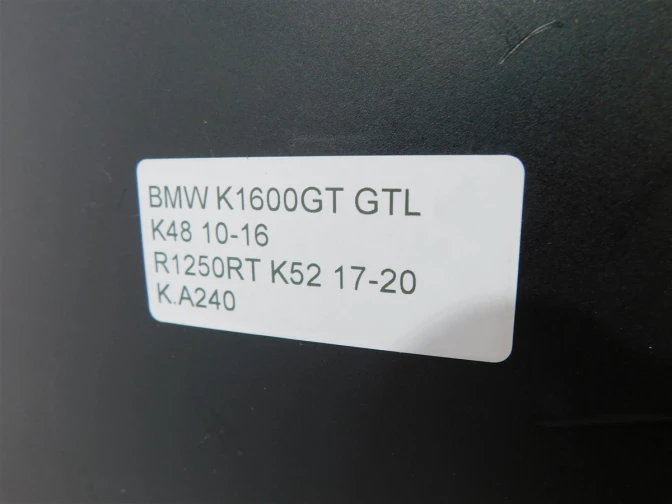 BMW K1600GT GTL
K48 10-16
R1250RT K52 17-20
K.A240